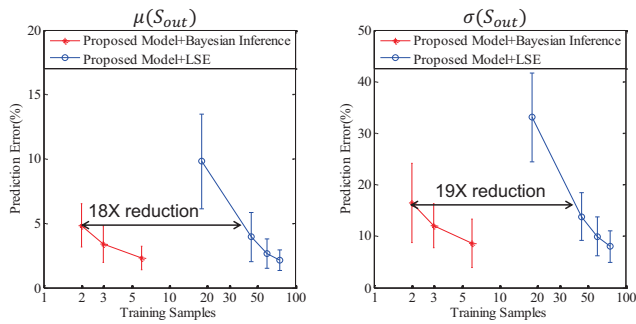 μ(S_out)
Proposed Model+Bayesian Inference
Proposed Model+LSE
18X reduction
Prediction Error(%)
20
15
10
5
0
1 2 3 5 10 20 30 50 100
Training Samples
σ(S_out)
Proposed Model+Bayesian Inference
Proposed Model+LSE
19X reduction
Prediction Error(%)
50
40
30
20
10
0
1 2 3 5 10 20 30 50 100
Training Samples